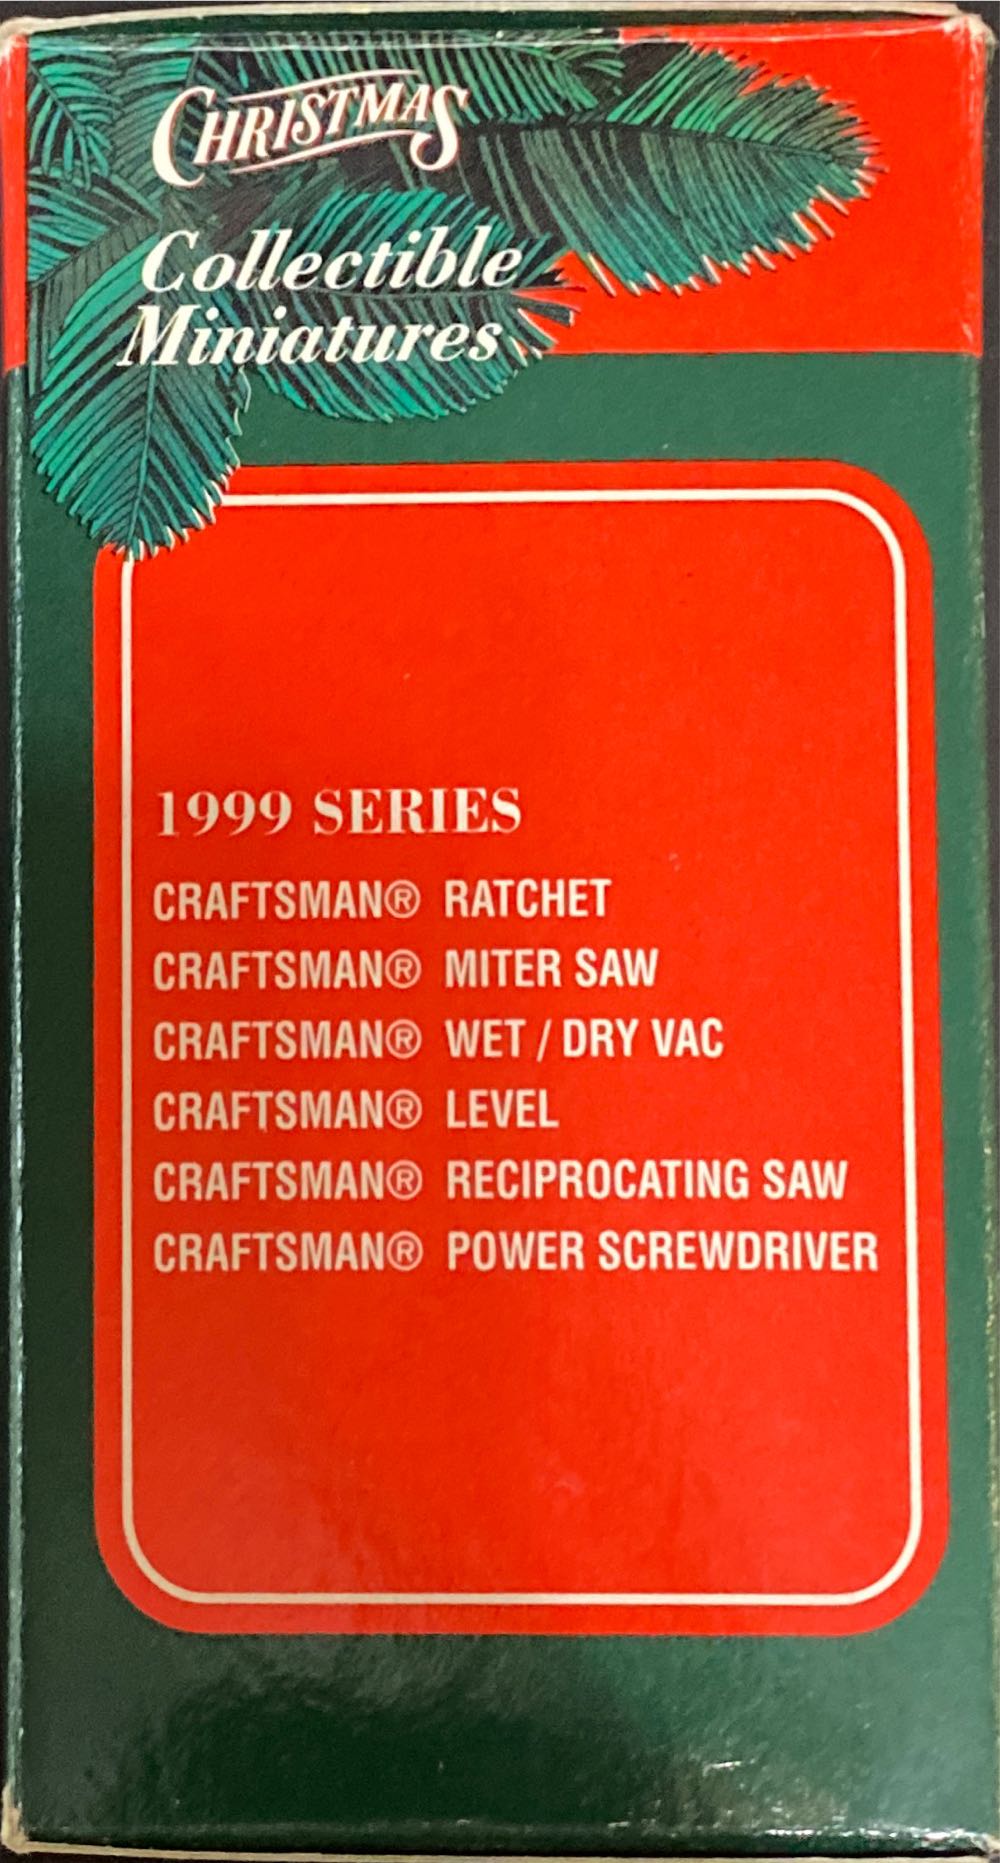 CHRISTMAS
Collectible
Miniatures
1999 SERIES
CRAFTSMAN® RATCHET
CRAFTSMAN® MITER SAW
CRAFTSMAN® WET / DRY VAC
CRAFTSMAN® LEVEL
CRAFTSMAN® RECIPROCATING SAW
CRAFTSMAN® POWER SCREWDRIVER